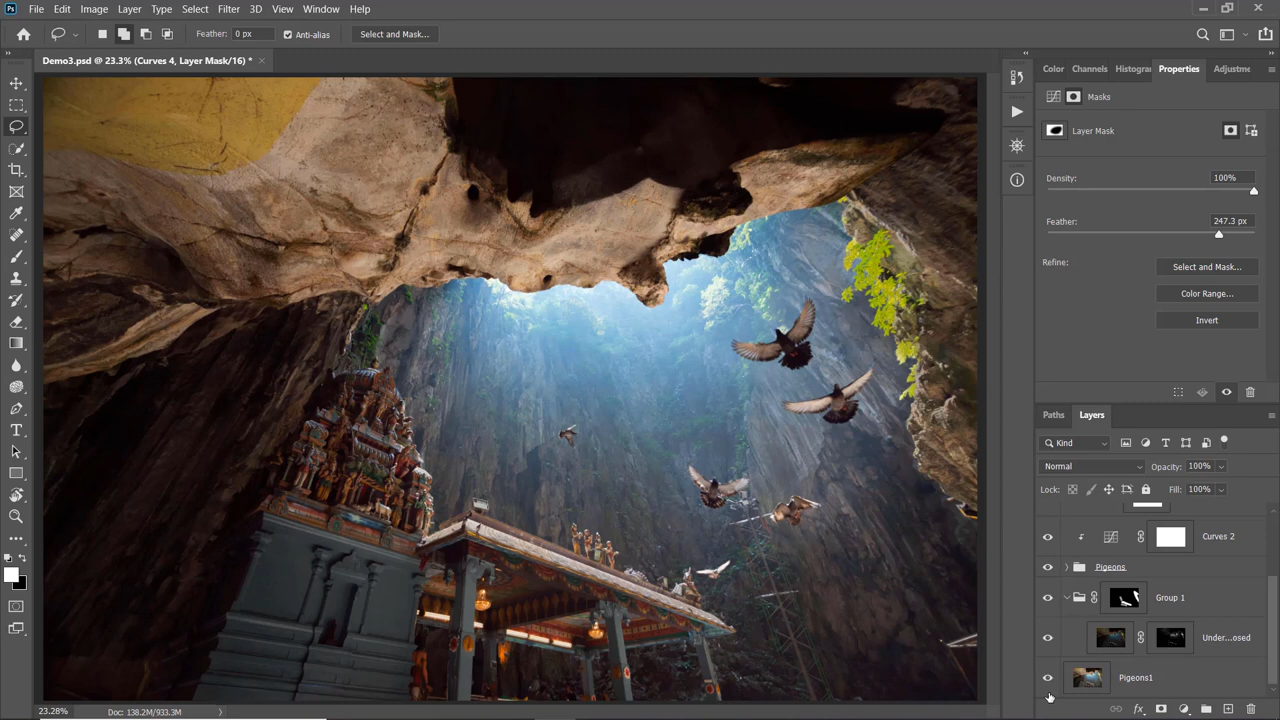 Ps File Edit Image Layer Type Select Filter 3D View Window Help
Feather: 0 px Anti-alias Select and Mask...
Demo3.psd @ 23.3% (Curves 4, Layer Mask/16) *
Color Channels Histogra Properties Adjustme
Masks
Layer Mask
Density: 100%
Feather: 247.3 px
Refine:
Select and Mask...
Color Range...
Invert
Paths Layers
Kind
Normal Opacity: 100%
Lock: Fill: 100%
Curves 2
Pigeons
Group 1
Under...osed
Pigeons1
23.28% Doc: 138.2M/933.3M